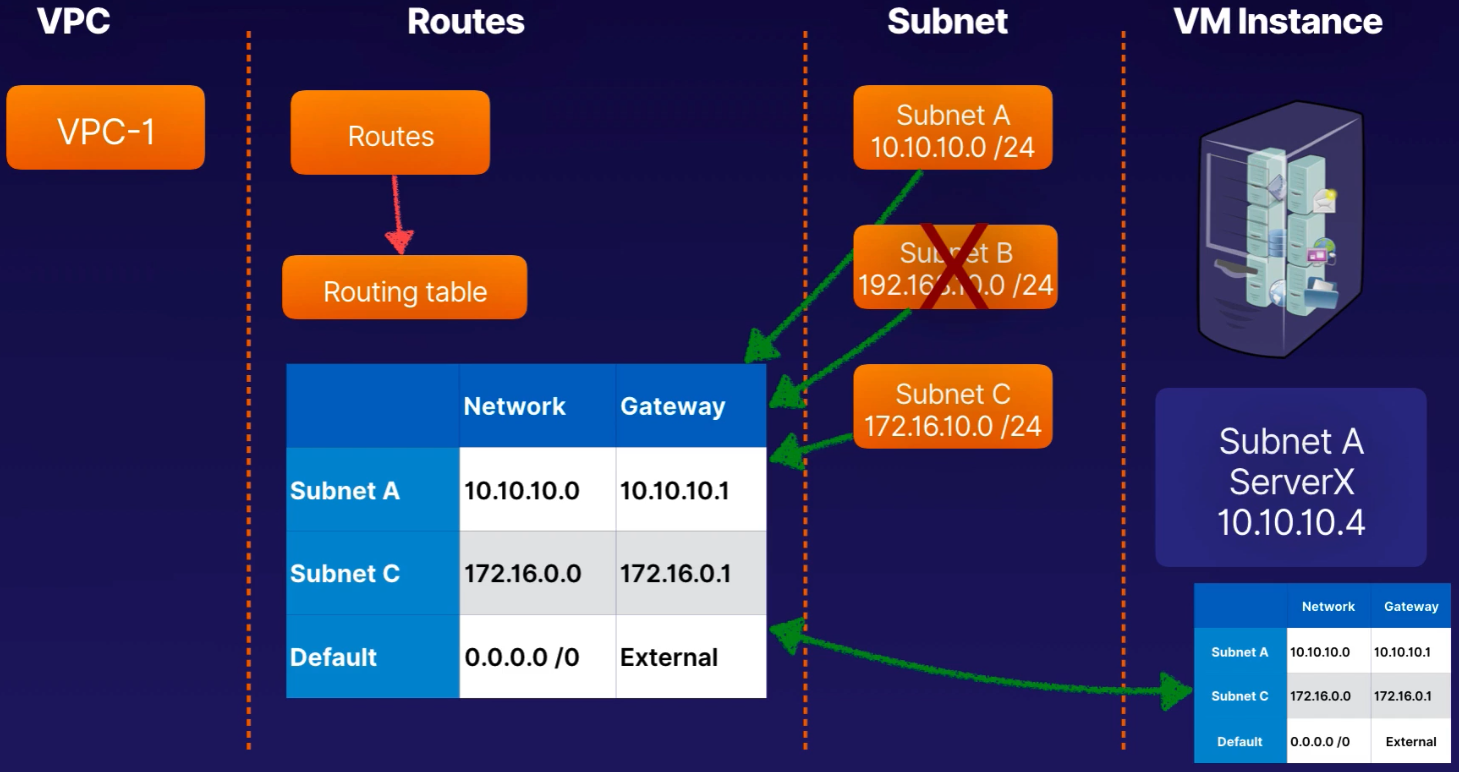 VPC
Routes
Subnet
VM Instance
VPC-1
Routes
Routing table
Subnet A
10.10.10.0 /24
Subnet B
192.168.10.0 /24
Subnet C
172.16.10.0 /24
Network Gateway
Subnet A 10.10.10.0 10.10.10.1
Subnet C 172.16.0.0 172.16.0.1
Default 0.0.0.0 /0 External
Subnet A
ServerX
10.10.10.4
Network Gateway
Subnet A 10.10.10.0 10.10.10.1
Subnet C 172.16.0.0 172.16.0.1
Default 0.0.0.0 /0 External